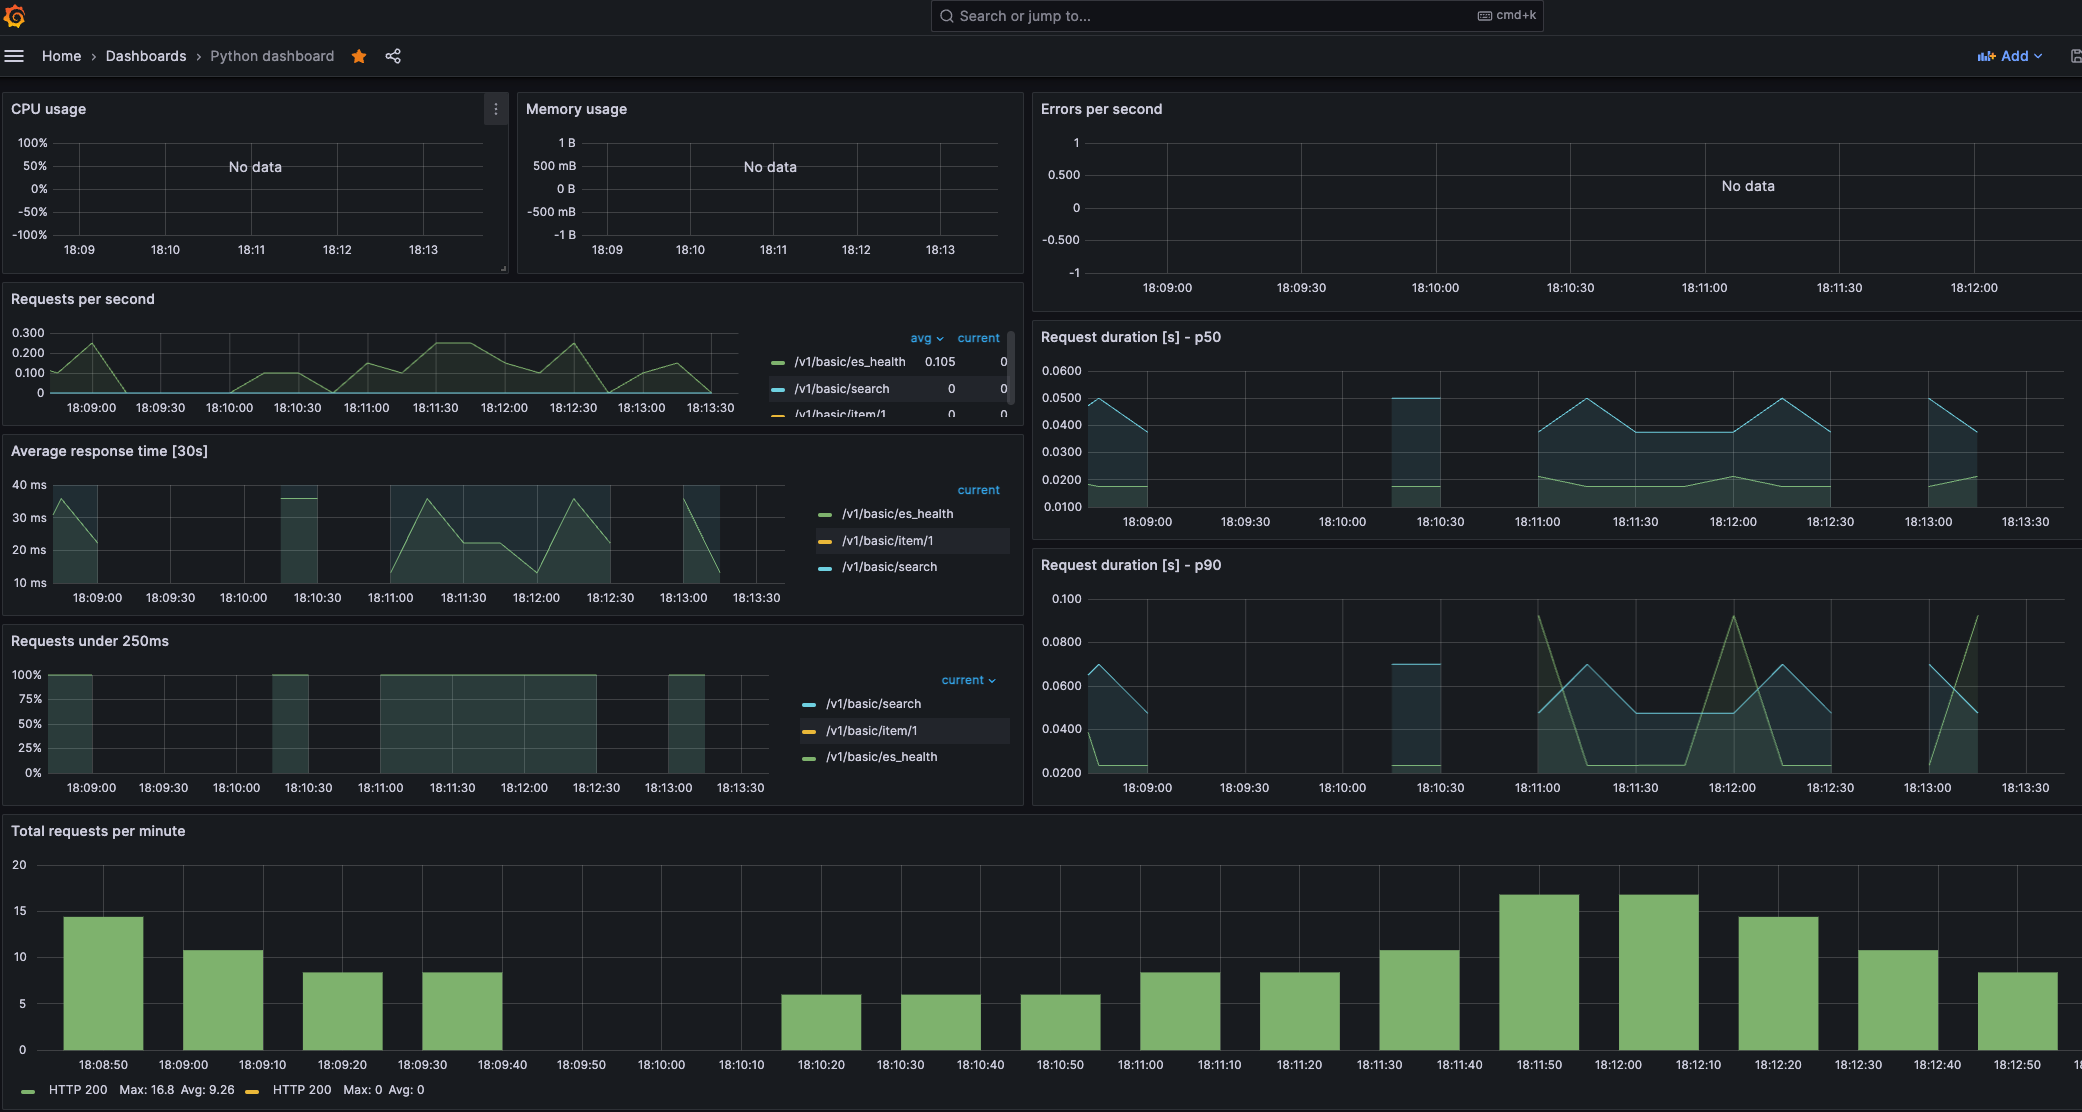 Search or jump to...
cmd+k
Home › Dashboards › Python dashboard
Add
CPU usage
100%
50%
0%
-50%
-100%
No data
18:09 18:10 18:11 18:12 18:13
Memory usage
1 B
500 mB
0 B
-500 mB
-1 B
No data
18:09 18:10 18:11 18:12 18:13
Errors per second
1
0.500
0
-0.500
-1
No data
18:09:00 18:09:30 18:10:00 18:10:30 18:11:00 18:11:30 18:12:00
Requests per second
0.300
0.200
0.100
0
18:09:00 18:09:30 18:10:00 18:10:30 18:11:00 18:11:30 18:12:00 18:12:30 18:13:00 18:13:30
avg current
/v1/basic/es_health 0.105 0
/v1/basic/search 0 0
/v1/basic/item/1 0 0
Request duration [s] - p50
0.0600
0.0500
0.0400
0.0300
0.0200
0.0100
18:09:00 18:09:30 18:10:00 18:10:30 18:11:00 18:11:30 18:12:00 18:12:30 18:13:00 18:13:30
Average response time [30s]
40 ms
30 ms
20 ms
10 ms
18:09:00 18:09:30 18:10:00 18:10:30 18:11:00 18:11:30 18:12:00 18:12:30 18:13:00 18:13:30
current
/v1/basic/es_health
/v1/basic/item/1
/v1/basic/search
Request duration [s] - p90
0.100
0.0800
0.0600
0.0400
0.0200
18:09:00 18:09:30 18:10:00 18:10:30 18:11:00 18:11:30 18:12:00 18:12:30 18:13:00 18:13:30
Requests under 250ms
100%
75%
50%
25%
0%
18:09:00 18:09:30 18:10:00 18:10:30 18:11:00 18:11:30 18:12:00 18:12:30 18:13:00 18:13:30
current
/v1/basic/search
/v1/basic/item/1
/v1/basic/es_health
Total requests per minute
20
15
10
5
0
18:08:50 18:09:00 18:09:10 18:09:20 18:09:30 18:09:40 18:09:50 18:10:00 18:10:10 18:10:20 18:10:30 18:10:40 18:10:50 18:11:00 18:11:10 18:11:20 18:11:30 18:11:40 18:11:50 18:12:00 18:12:10 18:12:20 18:12:30 18:12:40 18:12:50
HTTP 200 Max: 16.8 Avg: 9.26 HTTP 200 Max: 0 Avg: 0